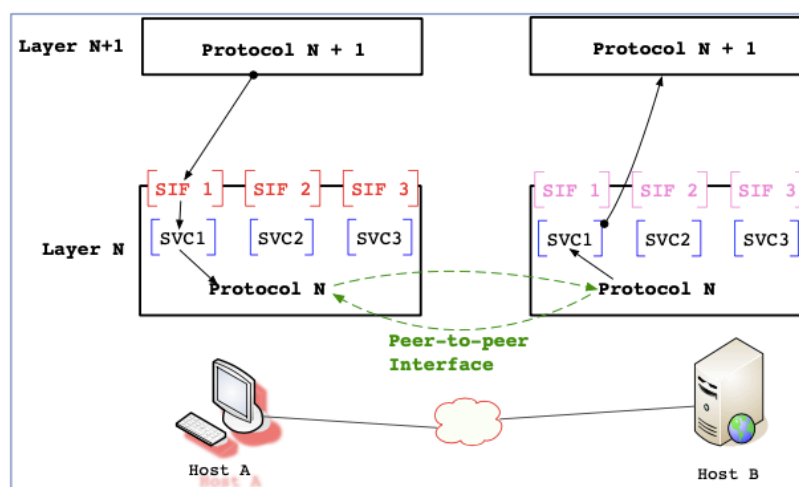 Layer N+1
Protocol N + 1
Protocol N + 1
SIF 1
SIF 2
SIF 3
SIF 1
SIF 2
SIF 3
Layer N
SVC1
SVC2
SVC3
SVC1
SVC2
SVC3
Protocol N
Protocol N
Peer-to-peer
Interface
Host A
Host A
Host B